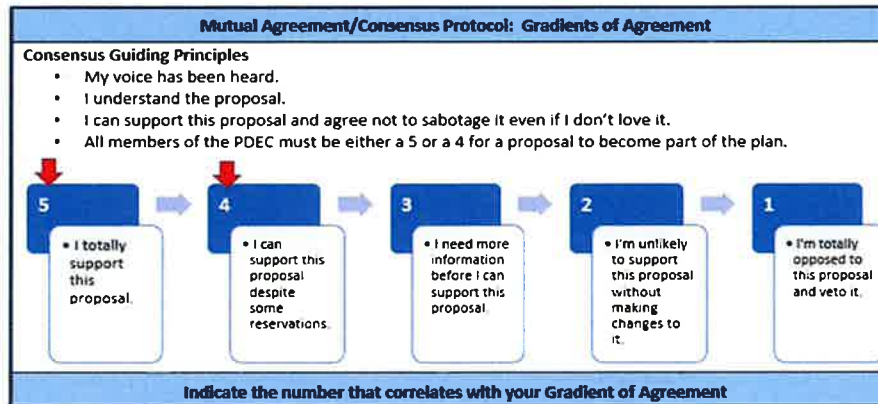 Mutual Agreement/Consensus Protocol: Gradients of Agreement
Consensus Guiding Principles
• My voice has been heard.
• I understand the proposal.
• I can support this proposal and agree not to sabotage it even if I don't love it.
• All members of the PDEC must be either a 5 or a 4 for a proposal to become part of the plan.
5
• I totally
support
this
proposal.
4
• I can
support this
proposal
despite
some
reservations.
3
• I need more
information
before I can
support this
proposal.
2
• I'm unlikely
to support
this proposal
without
making
changes to
it.
1
• I'm totally
opposed to
this proposal
and veto it.
Indicate the number that correlates with your Gradient of Agreement